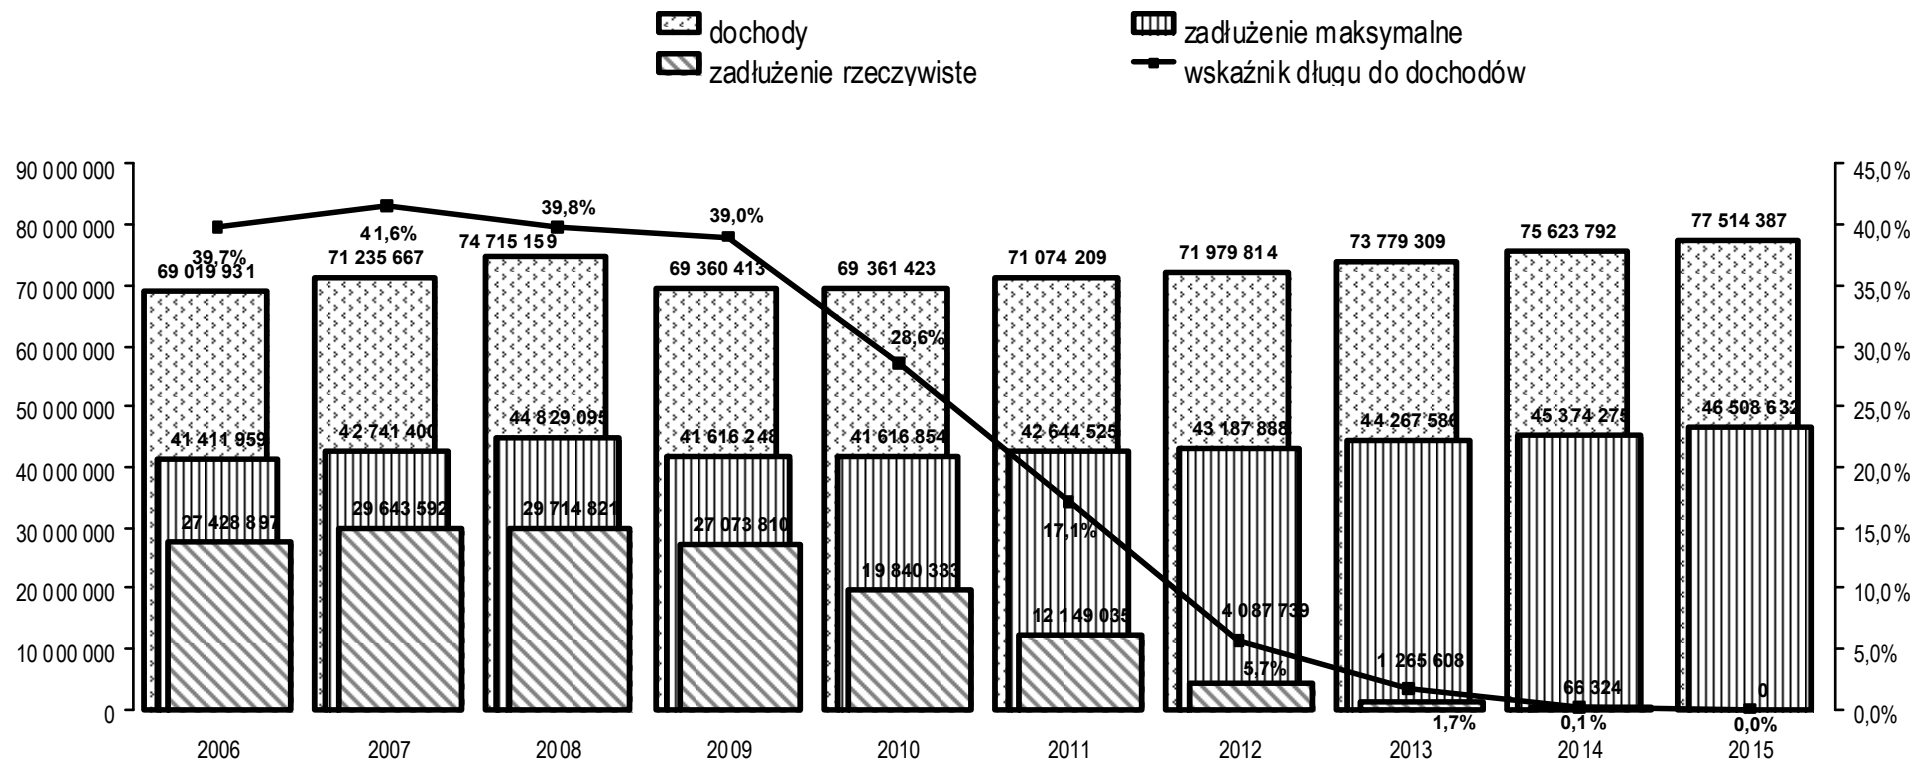 dochody
zadłużenie maksymalne
zadłużenie rzeczywiste
wskaźnik długu do dochodów
90 000 000
80 000 000
70 000 000
60 000 000
50 000 000
40 000 000
30 000 000
20 000 000
10 000 000
0
45,0%
40,0%
35,0%
30,0%
25,0%
20,0%
15,0%
10,0%
5,0%
0,0%
39,7%
41,6%
39,8%
39,0%
28,6%
17,1%
5,7%
1,7%
0,1%
0,0%
69 019 931
71 235 667
74 715 159
69 360 413
69 361 423
71 074 209
71 979 814
73 779 309
75 623 792
77 514 387
41 411 959
42 741 400
44 829 095
41 616 248
41 616 854
42 644 525
43 187 888
44 267 586
45 374 275
46 508 632
27 428 897
29 643 592
29 714 821
27 073 810
19 840 333
12 149 035
4 087 739
1 265 608
66 324
0
2006
2007
2008
2009
2010
2011
2012
2013
2014
2015